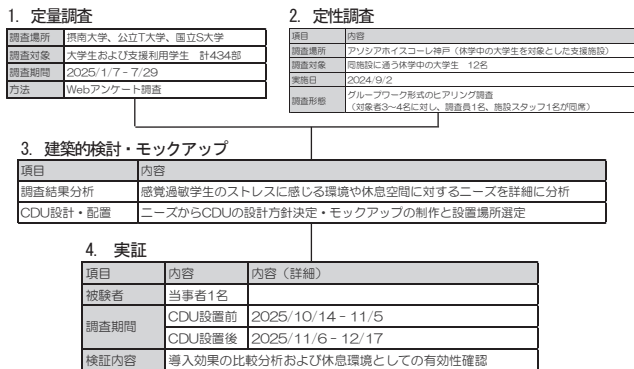 1. 定量調査
調査場所 摂南大学、公立T大学、国立S大学
調査対象 大学生および支援利用学生 計434部
調査期間 2025/1/7 - 7/29
方法 Webアンケート調査
2. 定性調査
項目 内容
調査場所 アソシアホイスコーレ神戸（休学中の大学生を対象とした支援施設）
調査対象 同施設に通う休学中の大学生 12名
実施日 2024/9/2
調査形態 グループワーク形式のヒアリング調査
（対象者3～4名に対し、調査員1名、施設スタッフ1名が同席）
3. 建築的検討・モックアップ
項目 内容
調査結果分析 感覚過敏学生のストレスに感じる環境や休息空間に対するニーズを詳細に分析
CDU設計・配置 ニーズからCDUの設計方針決定・モックアップの制作と設置場所選定
4. 実証
項目 内容 内容（詳細）
被験者 当事者1名
調査期間 CDU設置前 2025/10/14 - 11/5
CDU設置後 2025/11/6 - 12/17
検証内容 導入効果の比較分析および休息環境としての有効性確認